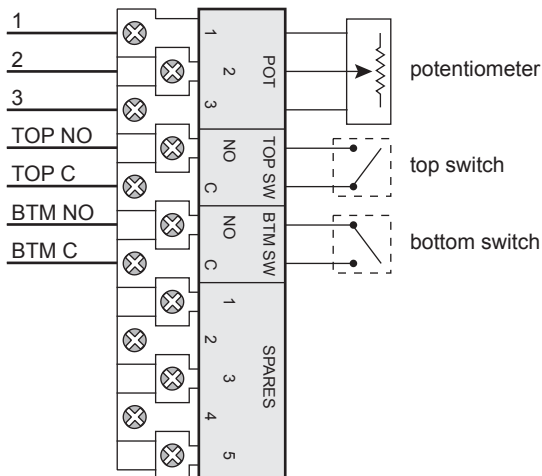 1
2
3
TOP NO
TOP C
BTM NO
BTM C
1
2
3
POT
NO
C
TOP SW
NO
C
BTM SW
1
2
3
4
5
SPARES
potentiometer
top switch
bottom switch